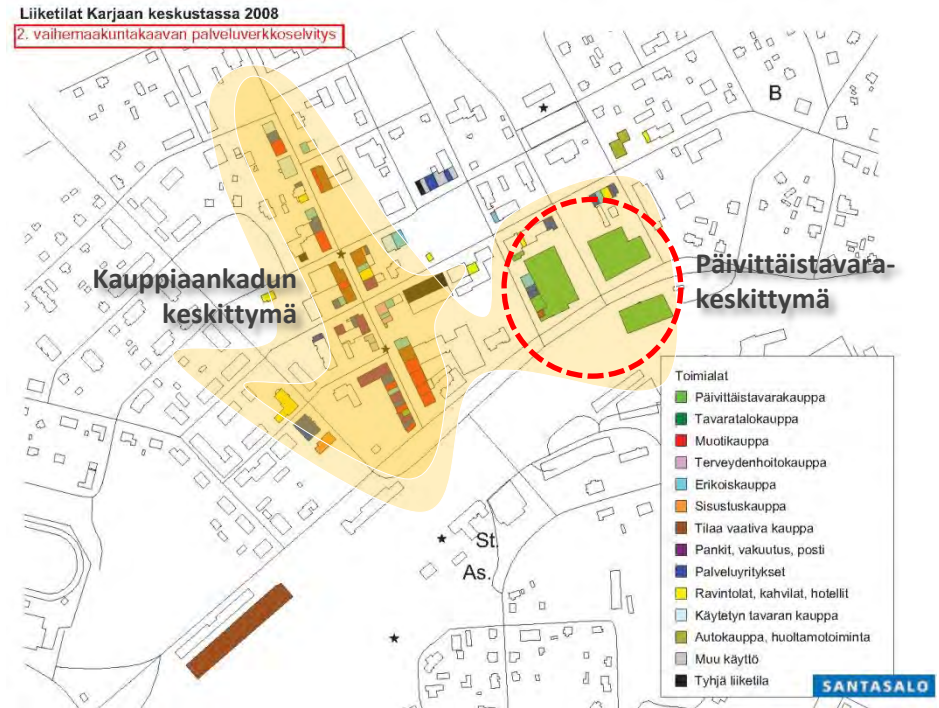 Liiketilat Karjaan keskustassa 2008
2. vaihemaakuntakaavan palveluverkkoselvitys
B
Kauppiaankadun
keskittymä
Päivittäistavara-
keskittymä
St.
As.
Toimialat
Päivittäistavarakauppa
Tavaratalokauppa
Muotikauppa
Terveydenhoitokauppa
Erikoiskauppa
Sisustuskauppa
Tilaa vaativa kauppa
Pankit, vakuutus, posti
Palveluyritykset
Ravintolat, kahvilat, hotellit
Käytetyn tavaran kauppa
Autokauppa, huoltamotoiminta
Muu käyttö
Tyhjä liiketila
SANTASALO